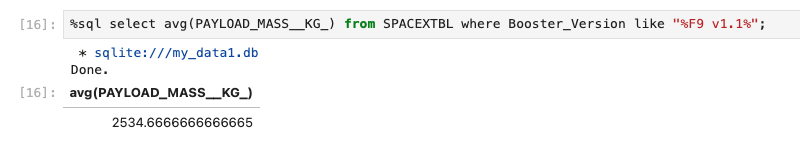 [16]: %sql select avg(PAYLOAD_MASS__KG_) from SPACEXTBL where Booster_Version like "%F9 v1.1%";
* sqlite:///my_data1.db
Done.
[16]: avg(PAYLOAD_MASS__KG_)
2534.6666666666665